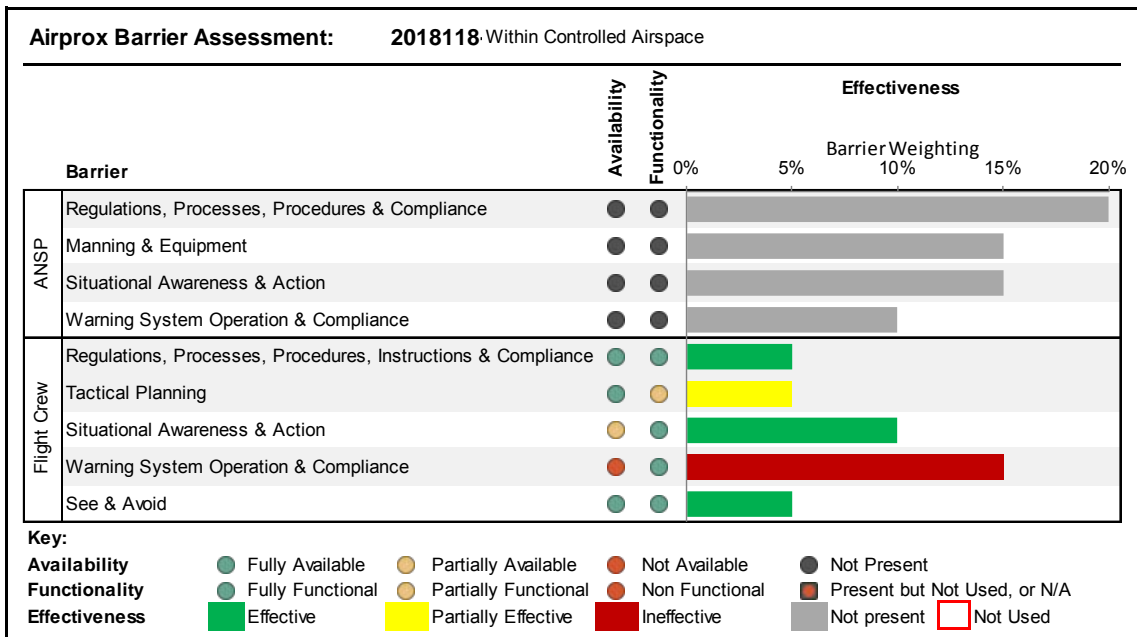 Airprox Barrier Assessment: 2018118 Within Controlled Airspace
Availability
Functionality
Effectiveness
Barrier Weighting
Barrier
0% 5% 10% 15% 20%
ANSP
Regulations, Processes, Procedures & Compliance
Manning & Equipment
Situational Awareness & Action
Warning System Operation & Compliance
Flight Crew
Regulations, Processes, Procedures, Instructions & Compliance
Tactical Planning
Situational Awareness & Action
Warning System Operation & Compliance
See & Avoid
Key:
Availability Fully Available Partially Available Not Available Not Present
Functionality Fully Functional Partially Functional Non Functional Present but Not Used, or N/A
Effectiveness Effective Partially Effective Ineffective Not present Not Used